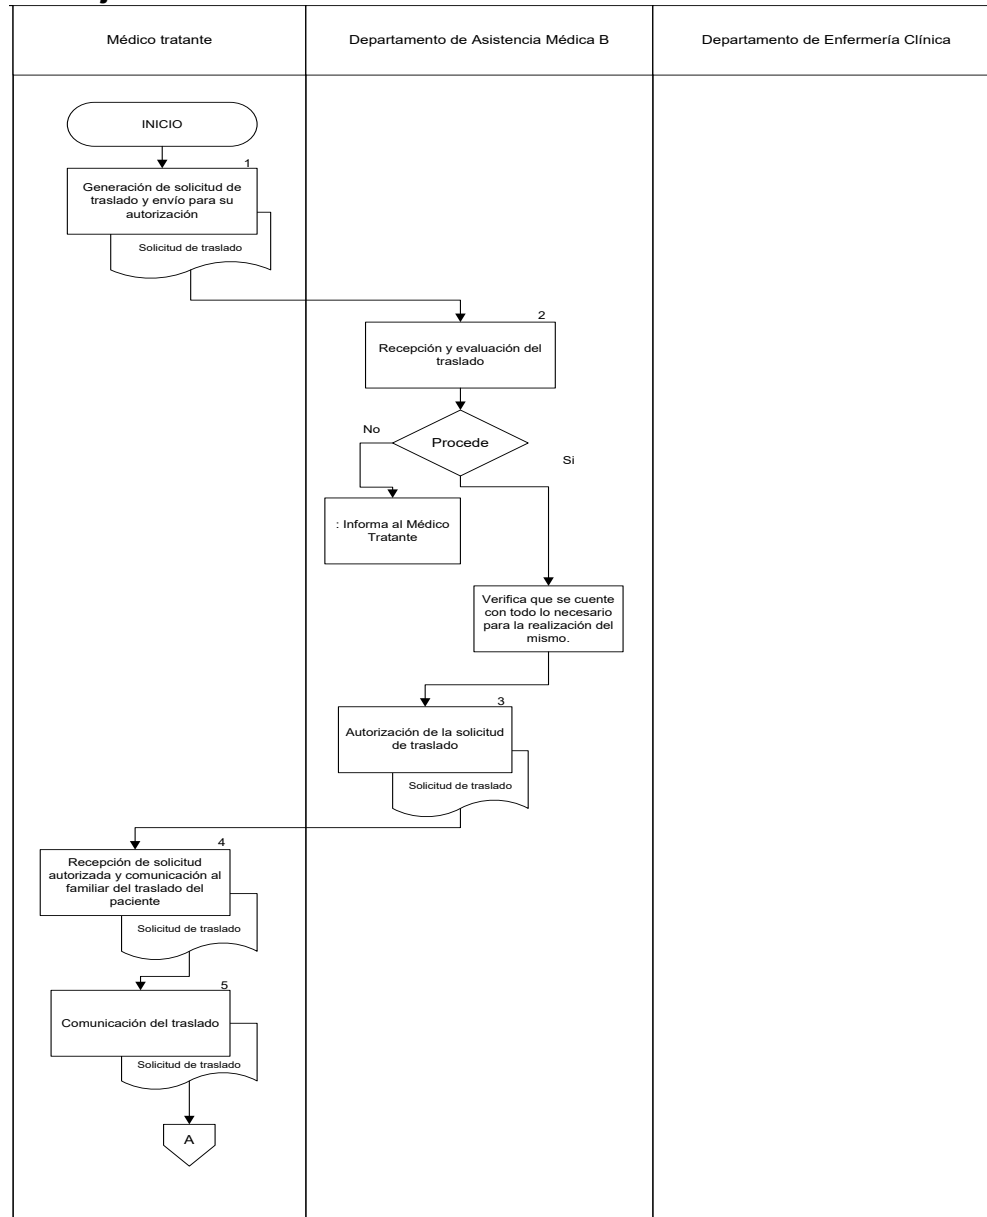 Médico tratante
Departamento de Asistencia Médica B
Departamento de Enfermería Clínica
INICIO
1
Generación de solicitud de
traslado y envío para su
autorización
Solicitud de traslado
2
Recepción y evaluación del
traslado
No
Procede
Si
: Informa al Médico
Tratante
Verifica que se cuente
con todo lo necesario
para la realización del
mismo.
3
Autorización de la solicitud
de traslado
Solicitud de traslado
4
Recepción de solicitud
autorizada y comunicación al
familiar del traslado del
paciente
Solicitud de traslado
5
Comunicación del traslado
Solicitud de traslado
A